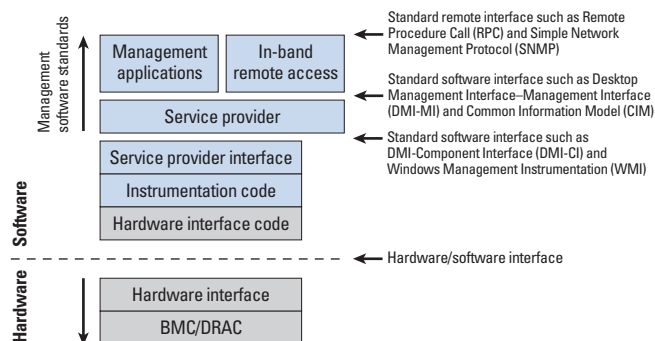 Management
software standards
Management
applications
In-band
remote access
Service provider
Service provider interface
Instrumentation code
Hardware interface code
Software
Standard remote interface such as Remote
Procedure Call (RPC) and Simple Network
Management Protocol (SNMP)
Standard software interface such as Desktop
Management Interface–Management Interface
(DMI-MI) and Common Information Model (CIM)
Standard software interface such as
DMI-Component Interface (DMI-CI) and
Windows Management Instrumentation (WMI)
Hardware/software interface
Hardware
Hardware interface
BMC/DRAC